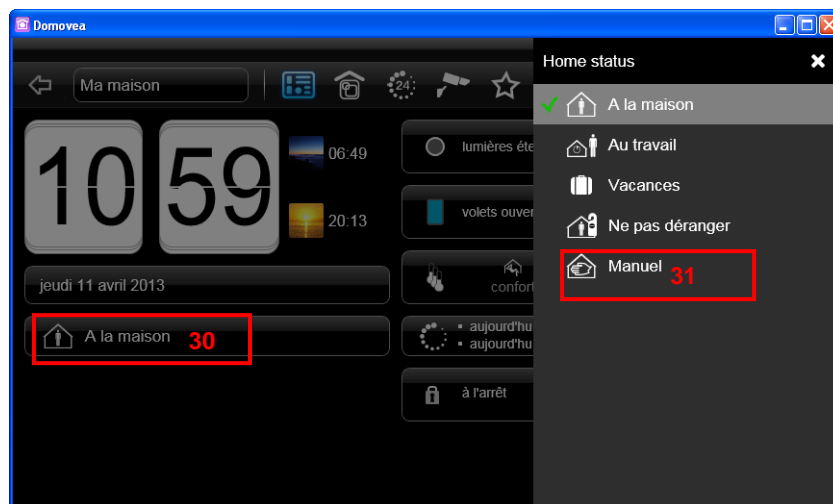 Domovea
Ma maison
24
Home status
10 59
06:49
20:13
lumières éte
volets ouver
confort
aujourd'hu
aujourd'hu
à l'arrêt
jeudi 11 avril 2013
A la maison 30
A la maison
Au travail
Vacances
Ne pas déranger
Manuel 31